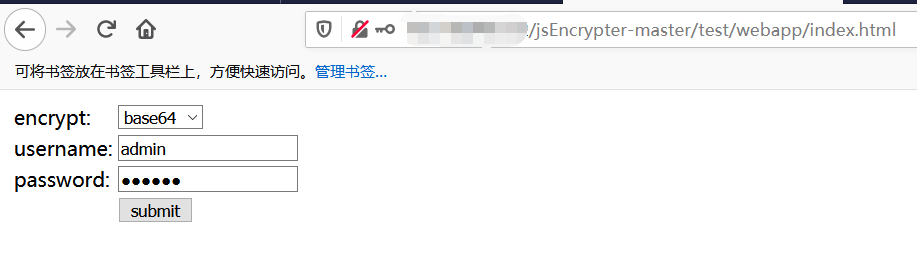 /jsEncrypter-master/test/webapp/index.html
可将书签放在书签工具栏上，方便快速访问。管理书签...
encrypt: base64
username: admin
password: ●●●●●●
submit